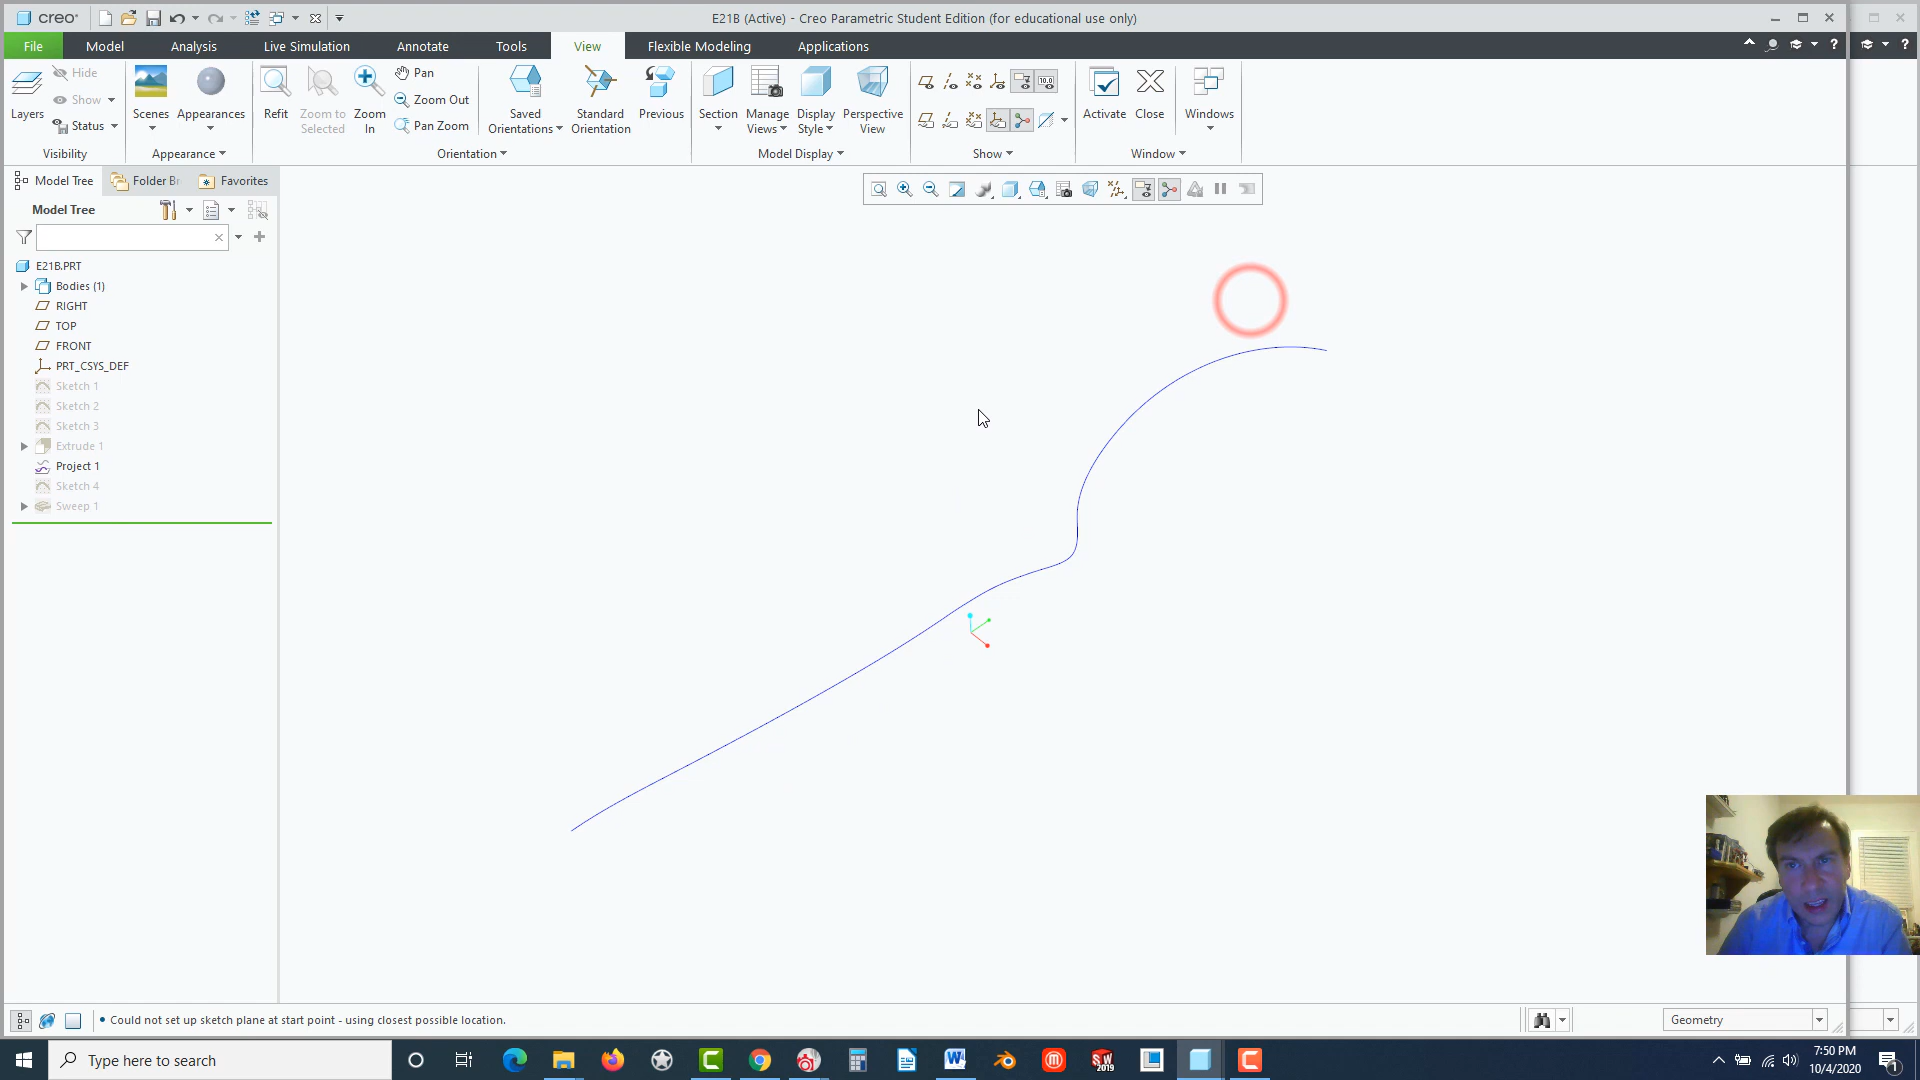 creo
E21B (Active) - Creo Parametric Student Edition (for educational use only)
File
Model
Analysis
Live Simulation
Annotate
Tools
View
Flexible Modeling
Applications
Layers
Hide
Show
Status
Visibility
Scenes
Appearances
Appearance
Refit
Zoom to
Selected
Zoom
In
Pan
Zoom Out
Pan Zoom
Saved
Orientations
Standard
Orientation
Previous
Orientation
Section
Manage
Views
Display
Style
Perspective
View
Model Display
10.0
Show
Activate
Close
Windows
Window
Model Tree
Folder Br
Favorites
Model Tree
E21B.PRT
Bodies (1)
RIGHT
TOP
FRONT
PRT_CSYS_DEF
Sketch 1
Sketch 2
Sketch 3
Extrude 1
Project 1
Sketch 4
Sweep 1
• Could not set up sketch plane at start point - using closest possible location.
Geometry
Type here to search
SW
2019
7:50 PM
10/4/2020
1